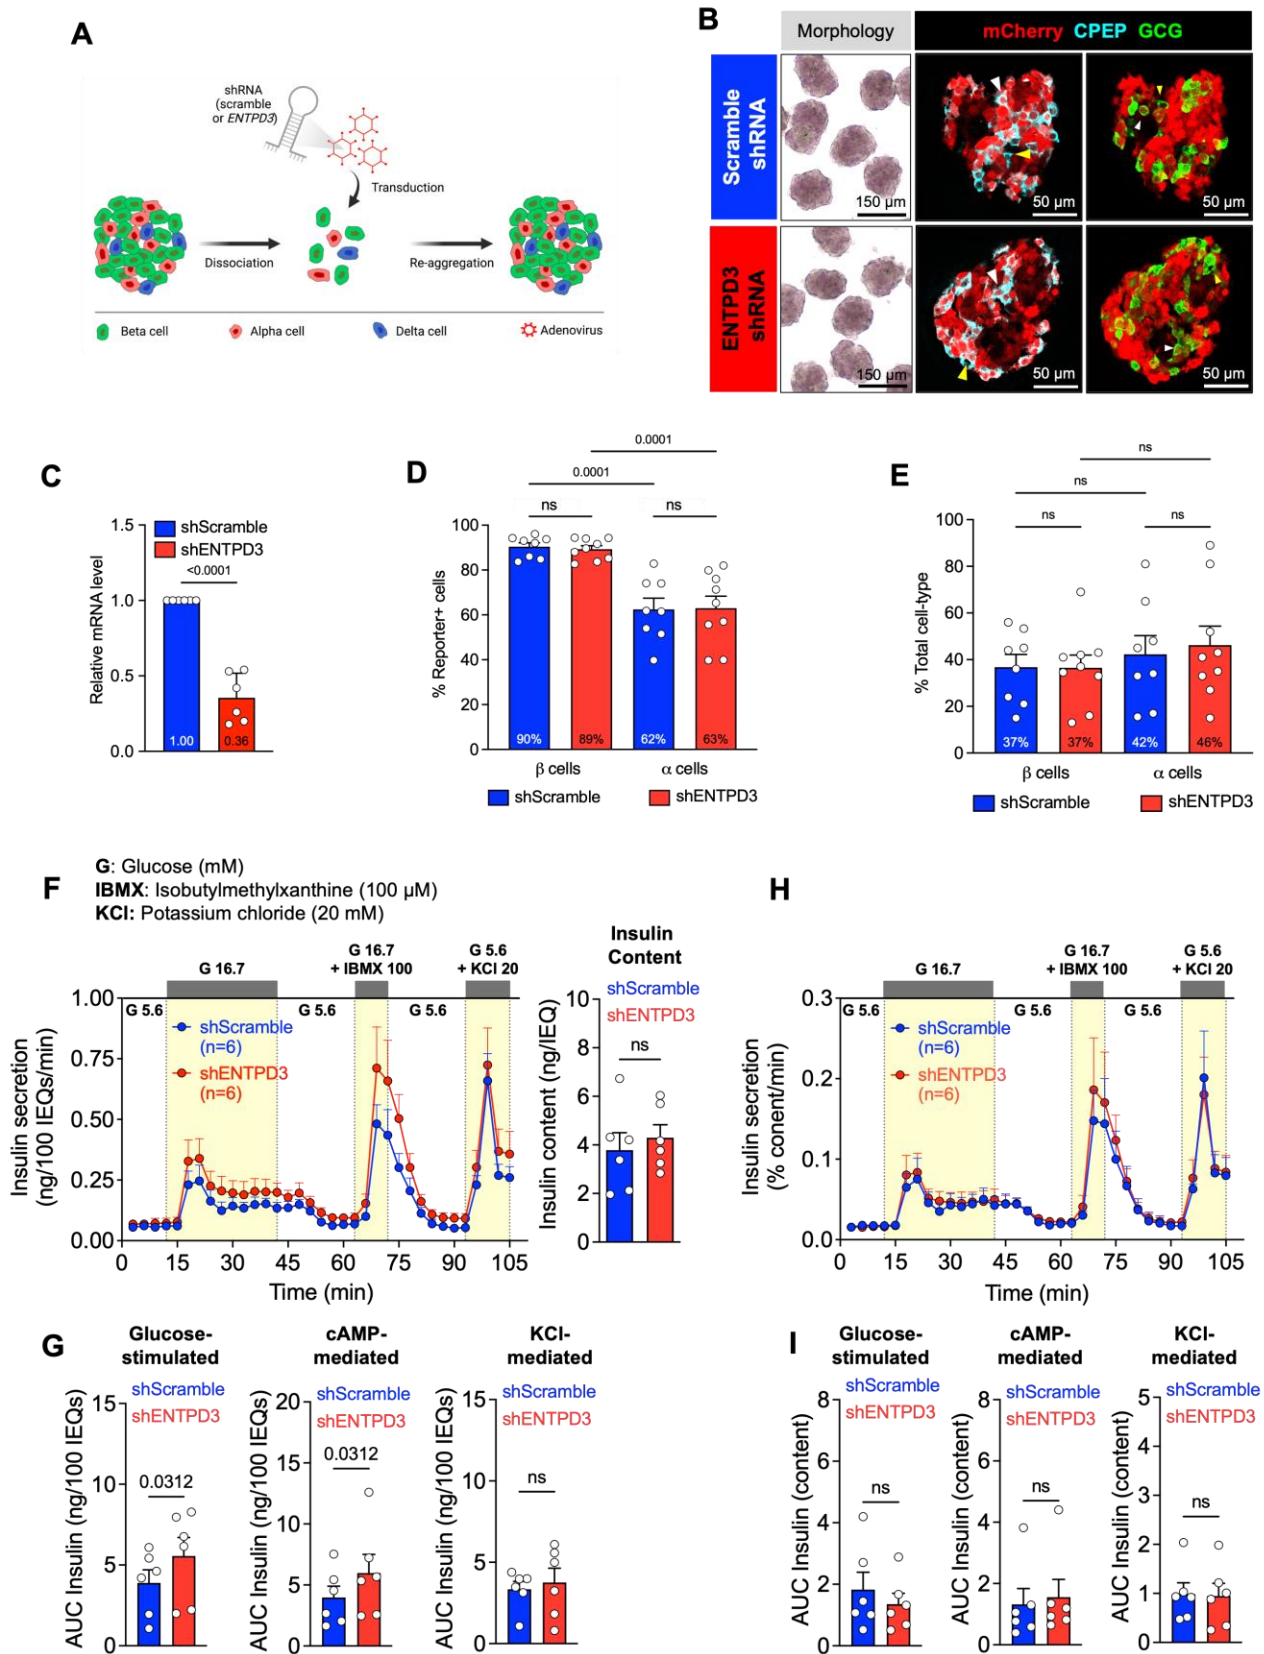 A
shRNA
(scramble
or ENTPD3)
Transduction
Dissociation
Re-aggregation
Beta cell
Alpha cell
Delta cell
Adenovirus
B
Morphology
mCherry CPEP GCG
Scramble
shRNA
150 µm
50 µm
50 µm
ENTPD3
shRNA
150 µm
50 µm
50 µm
C
Relative mRNA level
1.5
1.0
0.5
0.0
shScramble
shENTPD3
<0.0001
1.00
0.36
D
% Reporter+ cells
100
80
60
40
20
0
0.0001
0.0001
ns
ns
90%
89%
62%
63%
β cells
α cells
shScramble
shENTPD3
E
% Total cell-type
100
80
60
40
20
0
ns
ns
ns
ns
37%
37%
42%
46%
β cells
α cells
shScramble
shENTPD3
G: Glucose (mM)
IBMX: Isobutylmethylxanthine (100 µM)
KCl: Potassium chloride (20 mM)
F
G 16.7
G 16.7
+ IBMX 100
G 5.6
+ KCl 20
Insulin secretion
(ng/100 IEQs/min)
1.00
0.75
0.50
0.25
0.00
G 5.6
G 5.6
G 5.6
shScramble
(n=6)
shENTPD3
(n=6)
0 15 30 45 60 75 90 105
Time (min)
Insulin
Content
shScramble
shENTPD3
Insulin content (ng/IEQ)
10
8
6
4
2
0
ns
H
G 16.7
G 16.7
+ IBMX 100
G 5.6
+ KCl 20
Insulin secretion
(% conent/min)
0.3
0.2
0.1
0.0
G 5.6
G 5.6
G 5.6
shScramble
(n=6)
shENTPD3
(n=6)
0 15 30 45 60 75 90 105
Time (min)
G
Glucose-
stimulated
shScramble
shENTPD3
AUC Insulin (ng/100 IEQs)
15
10
5
0
0.0312
cAMP-
mediated
shScramble
shENTPD3
AUC Insulin (ng/100 IEQs)
20
15
10
5
0
0.0312
KCl-
mediated
shScramble
shENTPD3
AUC Insulin (ng/100 IEQs)
15
10
5
0
ns
I
Glucose-
stimulated
shScramble
shENTPD3
AUC Insulin (content)
8
6
4
2
0
ns
cAMP-
mediated
shScramble
shENTPD3
AUC Insulin (content)
8
6
4
2
0
ns
KCl-
mediated
shScramble
shENTPD3
AUC Insulin (content)
5
4
3
2
1
0
ns